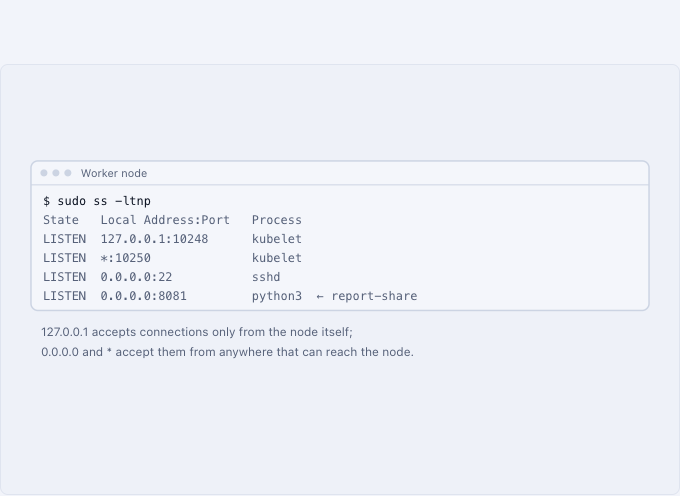 Worker node
$ sudo ss -ltnp
State   Local Address:Port   Process
LISTEN  127.0.0.1:10248      kubelet
LISTEN  *:10250              kubelet
LISTEN  0.0.0.0:22           sshd
LISTEN  0.0.0.0:8081         python3  ← report-share
127.0.0.1 accepts connections only from the node itself;
0.0.0.0 and * accept them from anywhere that can reach the node.